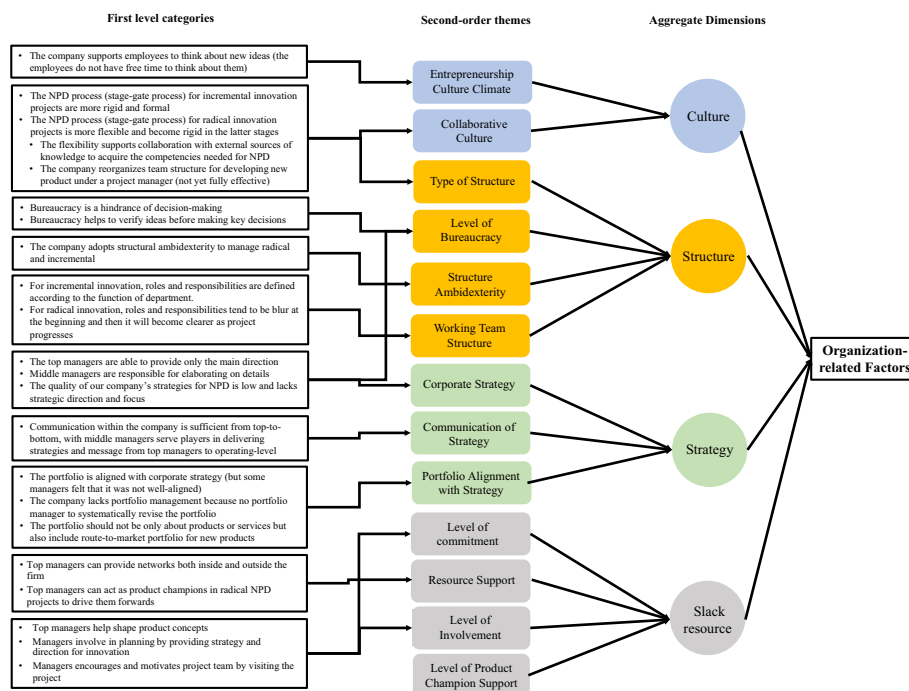 First level categories
Second-order themes
Aggregate Dimensions
• The company supports employees to think about new ideas (the
employees do not have free time to think about them)
• The NPD process (stage-gate process) for incremental innovation
projects are more rigid and formal
• The NPD process (stage-gate process) for radical innovation
projects is more flexible and become rigid in the latter stages
• The flexibility supports collaboration with external sources of
knowledge to acquire the competencies needed for NPD
• The company reorganizes team structure for developing new
product under a project manager (not yet fully effective)
• Bureaucracy is a hindrance of decision-making
• Bureaucracy helps to verify ideas before making key decisions
• The company adopts structural ambidexterity to manage radical
and incremental
• For incremental innovation, roles and responsibilities are defined
according to the function of department.
• For radical innovation, roles and responsibilities tend to be blur at
the beginning and then it will become clearer as project
progresses
• The top managers are able to provide only the main direction
• Middle managers are responsible for elaborating on details
• The quality of our company's strategies for NPD is low and lacks
strategic direction and focus
• Communication within the company is sufficient from top-to-
bottom, with middle managers serve players in delivering
strategies and message from top managers to operating-level
• The portfolio is aligned with corporate strategy (but some
managers felt that it was not well-aligned)
• The company lacks portfolio management because no portfolio
manager to systematically revise the portfolio
• The portfolio should not be only about products or services but
also include route-to-market portfolio for new products
• Top managers can provide networks both inside and outside the
firm
• Top managers can act as product champions in radical NPD
projects to drive them forwards
• Top managers help shape product concepts
• Managers involve in planning by providing strategy and
direction for innovation
• Managers encourages and motivates project team by visiting the
project
Entrepreneurship
Culture Climate
Collaborative
Culture
Type of Structure
Level of
Bureaucracy
Structure
Ambidexterity
Working Team
Structure
Corporate Strategy
Communication of
Strategy
Portfolio Alignment
with Strategy
Level of
commitment
Resource Support
Level of
Involvement
Level of Product
Champion Support
Culture
Structure
Strategy
Slack
resource
Organization-
related Factors